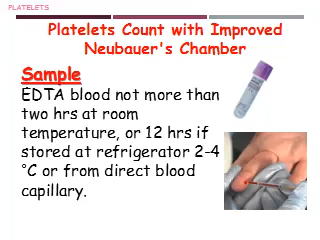 PLATELETS
Platelets Count with Improved
Neubauer's Chamber
Sample
EDTA blood not more than
two hrs at room
temperature, or 12 hrs if
stored at refrigerator 2-4
°C or from direct blood
capillary.